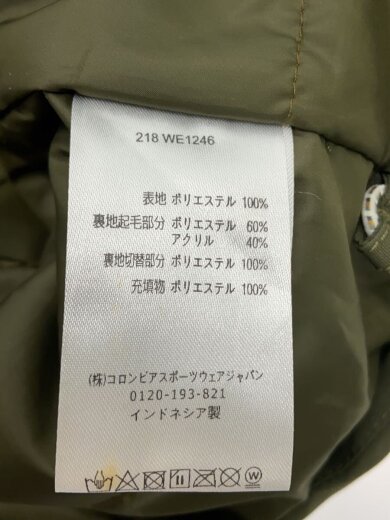 218 WE1246
表地 ポリエステル 100%
裏地起毛部分 ポリエステル 60%
アクリル 40%
裏地切替部分 ポリエステル 100%
充填物 ポリエステル 100%
(株)コロンビアスポーツウェアジャパン
0120-193-821
インドネシア製
W